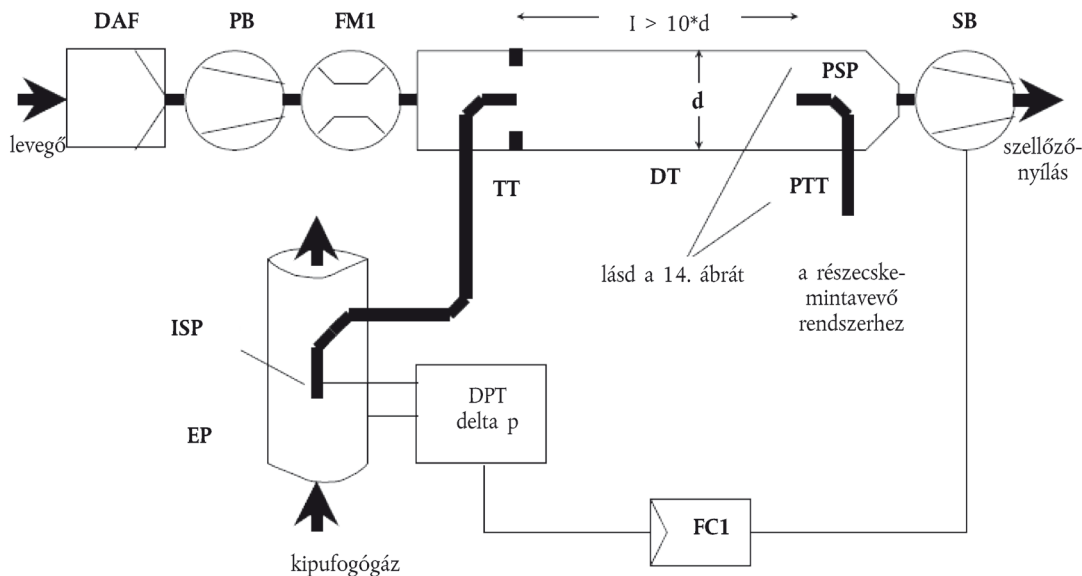 DAF
PB
FM1
l > 10*d
SB
levegő
d
PSP
szellőző-
nyílás
TT
DT
PTT
lásd a 14. ábrát
a részecske-
mintavevő
rendszerhez
ISP
DPT
delta p
EP
FC1
kipufogógáz